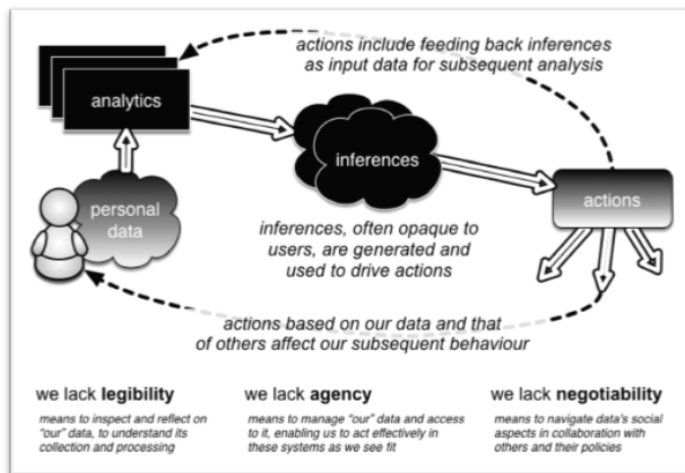 actions include feeding back inferences
as input data for subsequent analysis
analytics
inferences
personal
data
actions
inferences, often opaque to
users, are generated and
used to drive actions
actions based on our data and that
of others affect our subsequent behaviour
we lack legibility
means to inspect and reflect on
“our” data, to understand its
collection and processing
we lack agency
means to manage “our” data and access
to it, enabling us to act effectively in
these systems as we see fit
we lack negotiability
means to navigate data's social
aspects in collaboration with
others and their policies